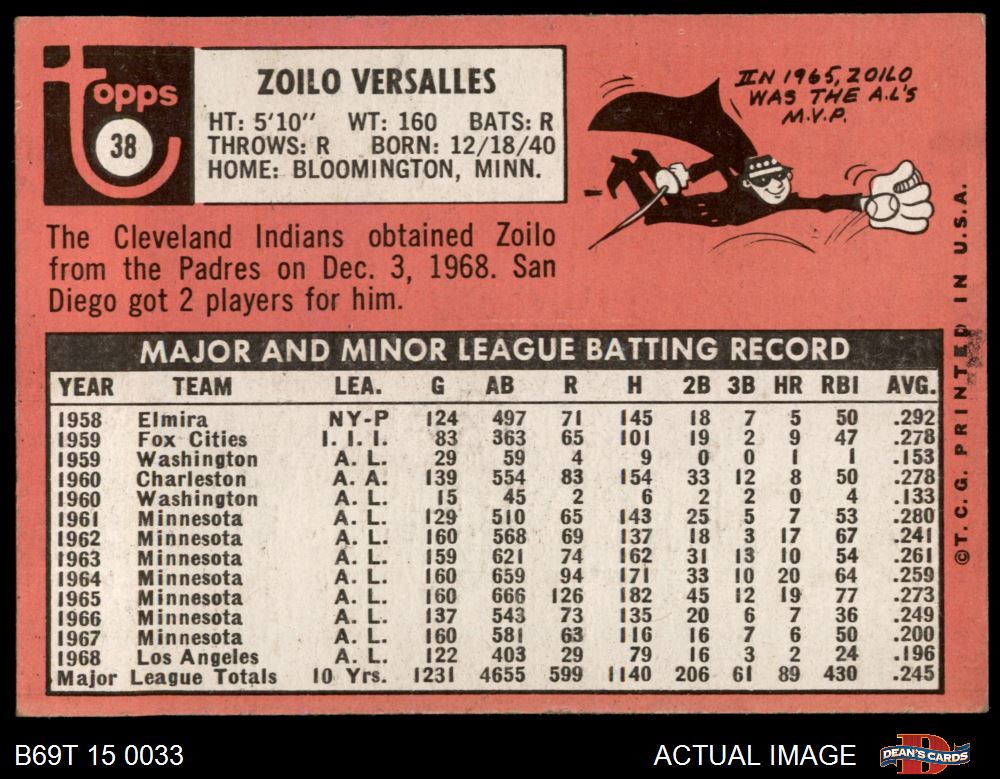 Topps
38
ZOILO VERSALLES
HT: 5'10" WT: 160 BATS: R
THROWS: R BORN: 12/18/40
HOME: BLOOMINGTON, MINN.
IN 1965, ZOILO
WAS THE A.L'S
M.V.P.
The Cleveland Indians obtained Zoilo
from the Padres on Dec. 3, 1968. San
Diego got 2 players for him.
MAJOR AND MINOR LEAGUE BATTING RECORD
YEAR TEAM LEA. G AB R H 2B 3B HR RBI AVG.
1958 Elmira NY-P 124 497 71 145 18 7 5 50 .292
1959 Fox Cities I. I. I. 83 363 65 101 19 2 9 47 .278
1959 Washington A. L. 29 59 4 9 0 0 1 1 .153
1960 Charleston A. A. 139 554 83 154 33 12 8 50 .278
1960 Washington A. L. 15 45 2 6 2 2 0 4 .133
1961 Minnesota A. L. 129 510 65 143 25 5 7 53 .280
1962 Minnesota A. L. 160 568 69 137 18 3 17 67 .241
1963 Minnesota A. L. 159 621 74 162 31 13 10 54 .261
1964 Minnesota A. L. 160 659 94 171 33 10 20 64 .259
1965 Minnesota A. L. 160 666 126 182 45 12 19 77 .273
1966 Minnesota A. L. 137 543 73 135 20 6 7 36 .249
1967 Minnesota A. L. 160 581 63 116 16 7 6 50 .200
1968 Los Angeles A. L. 122 403 29 79 16 3 2 24 .196
Major League Totals 10 Yrs. 1231 4655 599 1140 206 61 89 430 .245
©T. C. G. PRINTED IN U.S.A.
B69T 15 0033
ACTUAL IMAGE
DEAN'S CARDS